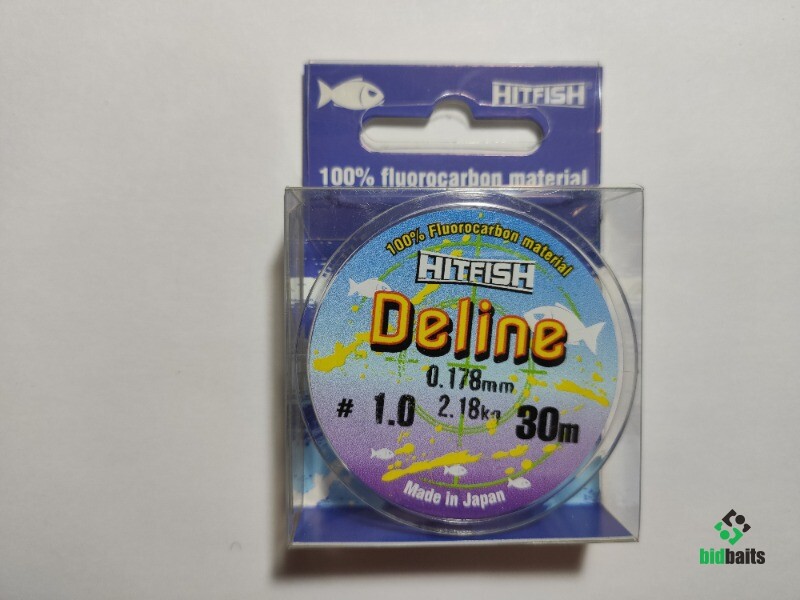 HITFISH
100% fluorocarbon material
100% Fluorocarbon material
HITFISH
Deline
0.178mm
# 1.0 2.18kg 30m
Made in Japan
bidbaits